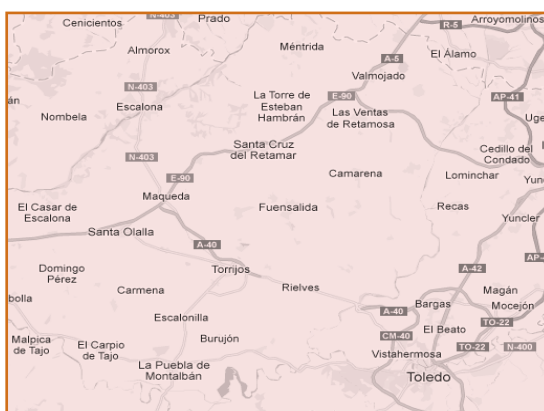 Cenicientos
N-403
Prado
R-5
Arroyomolinos
Almorox
Méntrida
A-5
El Álamo
Valmojado
N-403
La Torre de
Esteban
Hambrán
E-90
AP-41
Nombela
Escalona
Las Ventas
de Retamosa
Santa Cruz
del Retamar
Cedillo del
Condado
N-403
E-90
Camarena
Lominchar
Maqueda
El Casar de
Escalona
Fuensalida
Recas
Yuncler
Santa Olalla
A-40
Domingo
Pérez
Torrijos
A-42
Carmena
Rielves
Magán
Bargas
Mocejón
Escalonilla
A-40
TO-22
El Beato
CM-40
Malpica
de Tajo
El Carpio
de Tajo
Burujón
Vistahermosa
TO-22
N-400
La Puebla de
Montalbán
Toledo